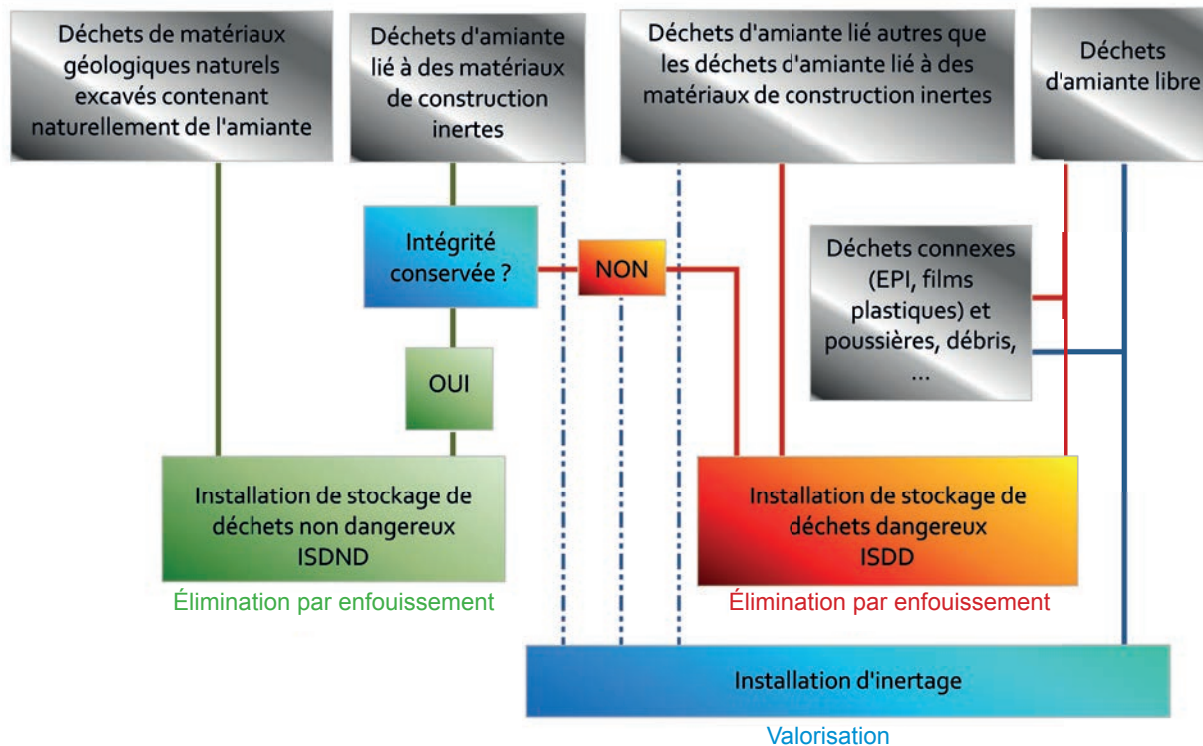 Déchets de matériaux
géologiques naturels
excavés contenant
naturellement de l'amiante
Déchets d'amiante
lié à des matériaux
de construction
inertes
Déchets d'amiante lié autres que
les déchets d'amiante lié à des
matériaux de construction inertes
Déchets
d'amiante libre
Intégrité
conservée ?
NON
Déchets connexes
(EPI, films
plastiques) et
poussières, débris,
...
OUI
Installation de stockage de
déchets non dangereux
ISDND
Élimination par enfouissement
Installation de stockage de
déchets dangereux
ISDD
Élimination par enfouissement
Installation d'inertage
Valorisation